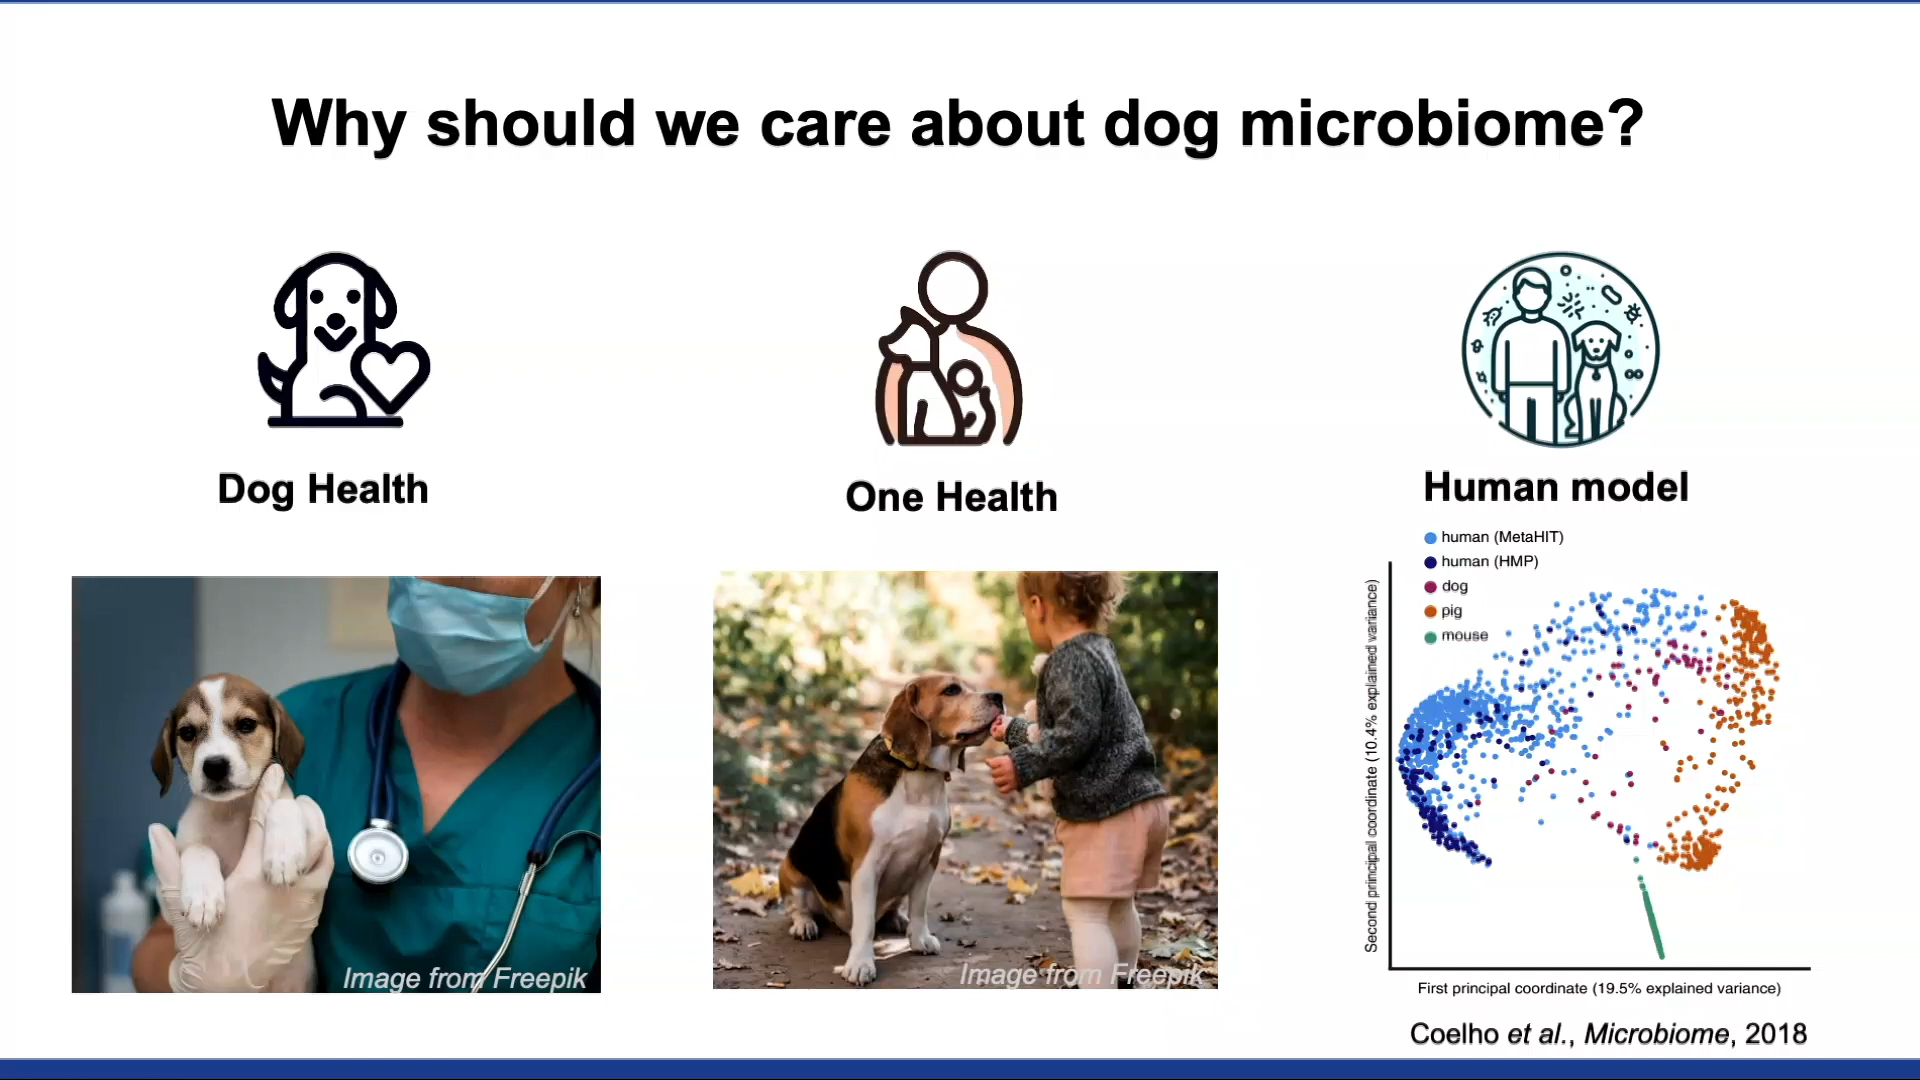 Why should we care about dog microbiome?
Dog Health
One Health
Human model
human (MetaHIT)
human (HMP)
dog
pig
mouse
Second principal coordinate (10.4% explained variance)
First principal coordinate (19.5% explained variance)
Image from Freepik
Image from Freepik
Coelho et al., Microbiome, 2018